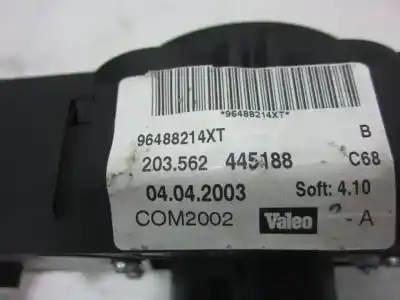 *96488214XT*
96488214XT B
203.562 445188 C68
04.04.2003 Soft: 4.10
COM2002 Valeo - A